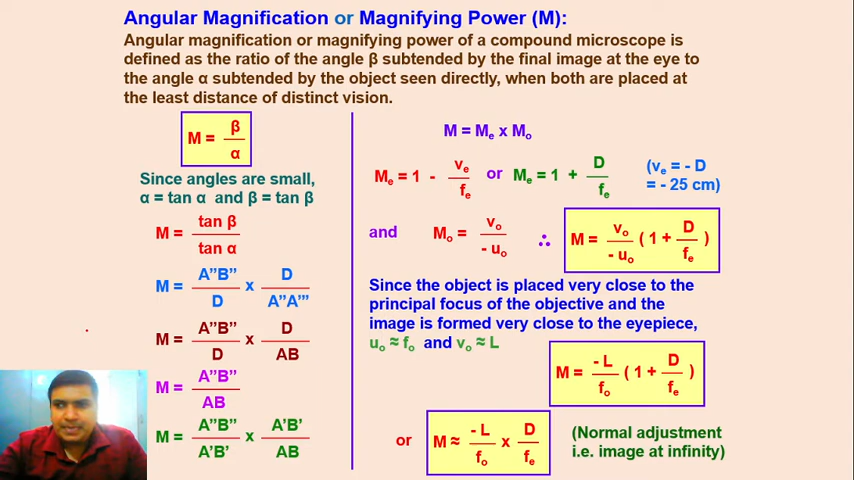 Angular Magnification or Magnifying Power (M):
Angular magnification or magnifying power of a compound microscope is
defined as the ratio of the angle β subtended by the final image at the eye to
the angle α subtended by the object seen directly, when both are placed at
the least distance of distinct vision.
M = β / α
Since angles are small,
α = tan α and β = tan β
M = tan β / tan α
M = A’’B’’ / D x D / A’’A’’’
M = A’’B’’ / D x D / AB
M = A’’B’’ / AB
M = A’’B’’ / A’B’ x A’B’ / AB
M = Me x Mo
Me = 1 - ve / fe or Me = 1 + D / fe (ve = - D
= - 25 cm)
and Mo = vo / - uo ∴ M = vo / - uo ( 1 + D / fe )
Since the object is placed very close to the
principal focus of the objective and the
image is formed very close to the eyepiece,
uo ≈ fo and vo ≈ L
M = - L / fo ( 1 + D / fe )
or M ≈ - L / fo x D / fe (Normal adjustment
i.e. image at infinity)